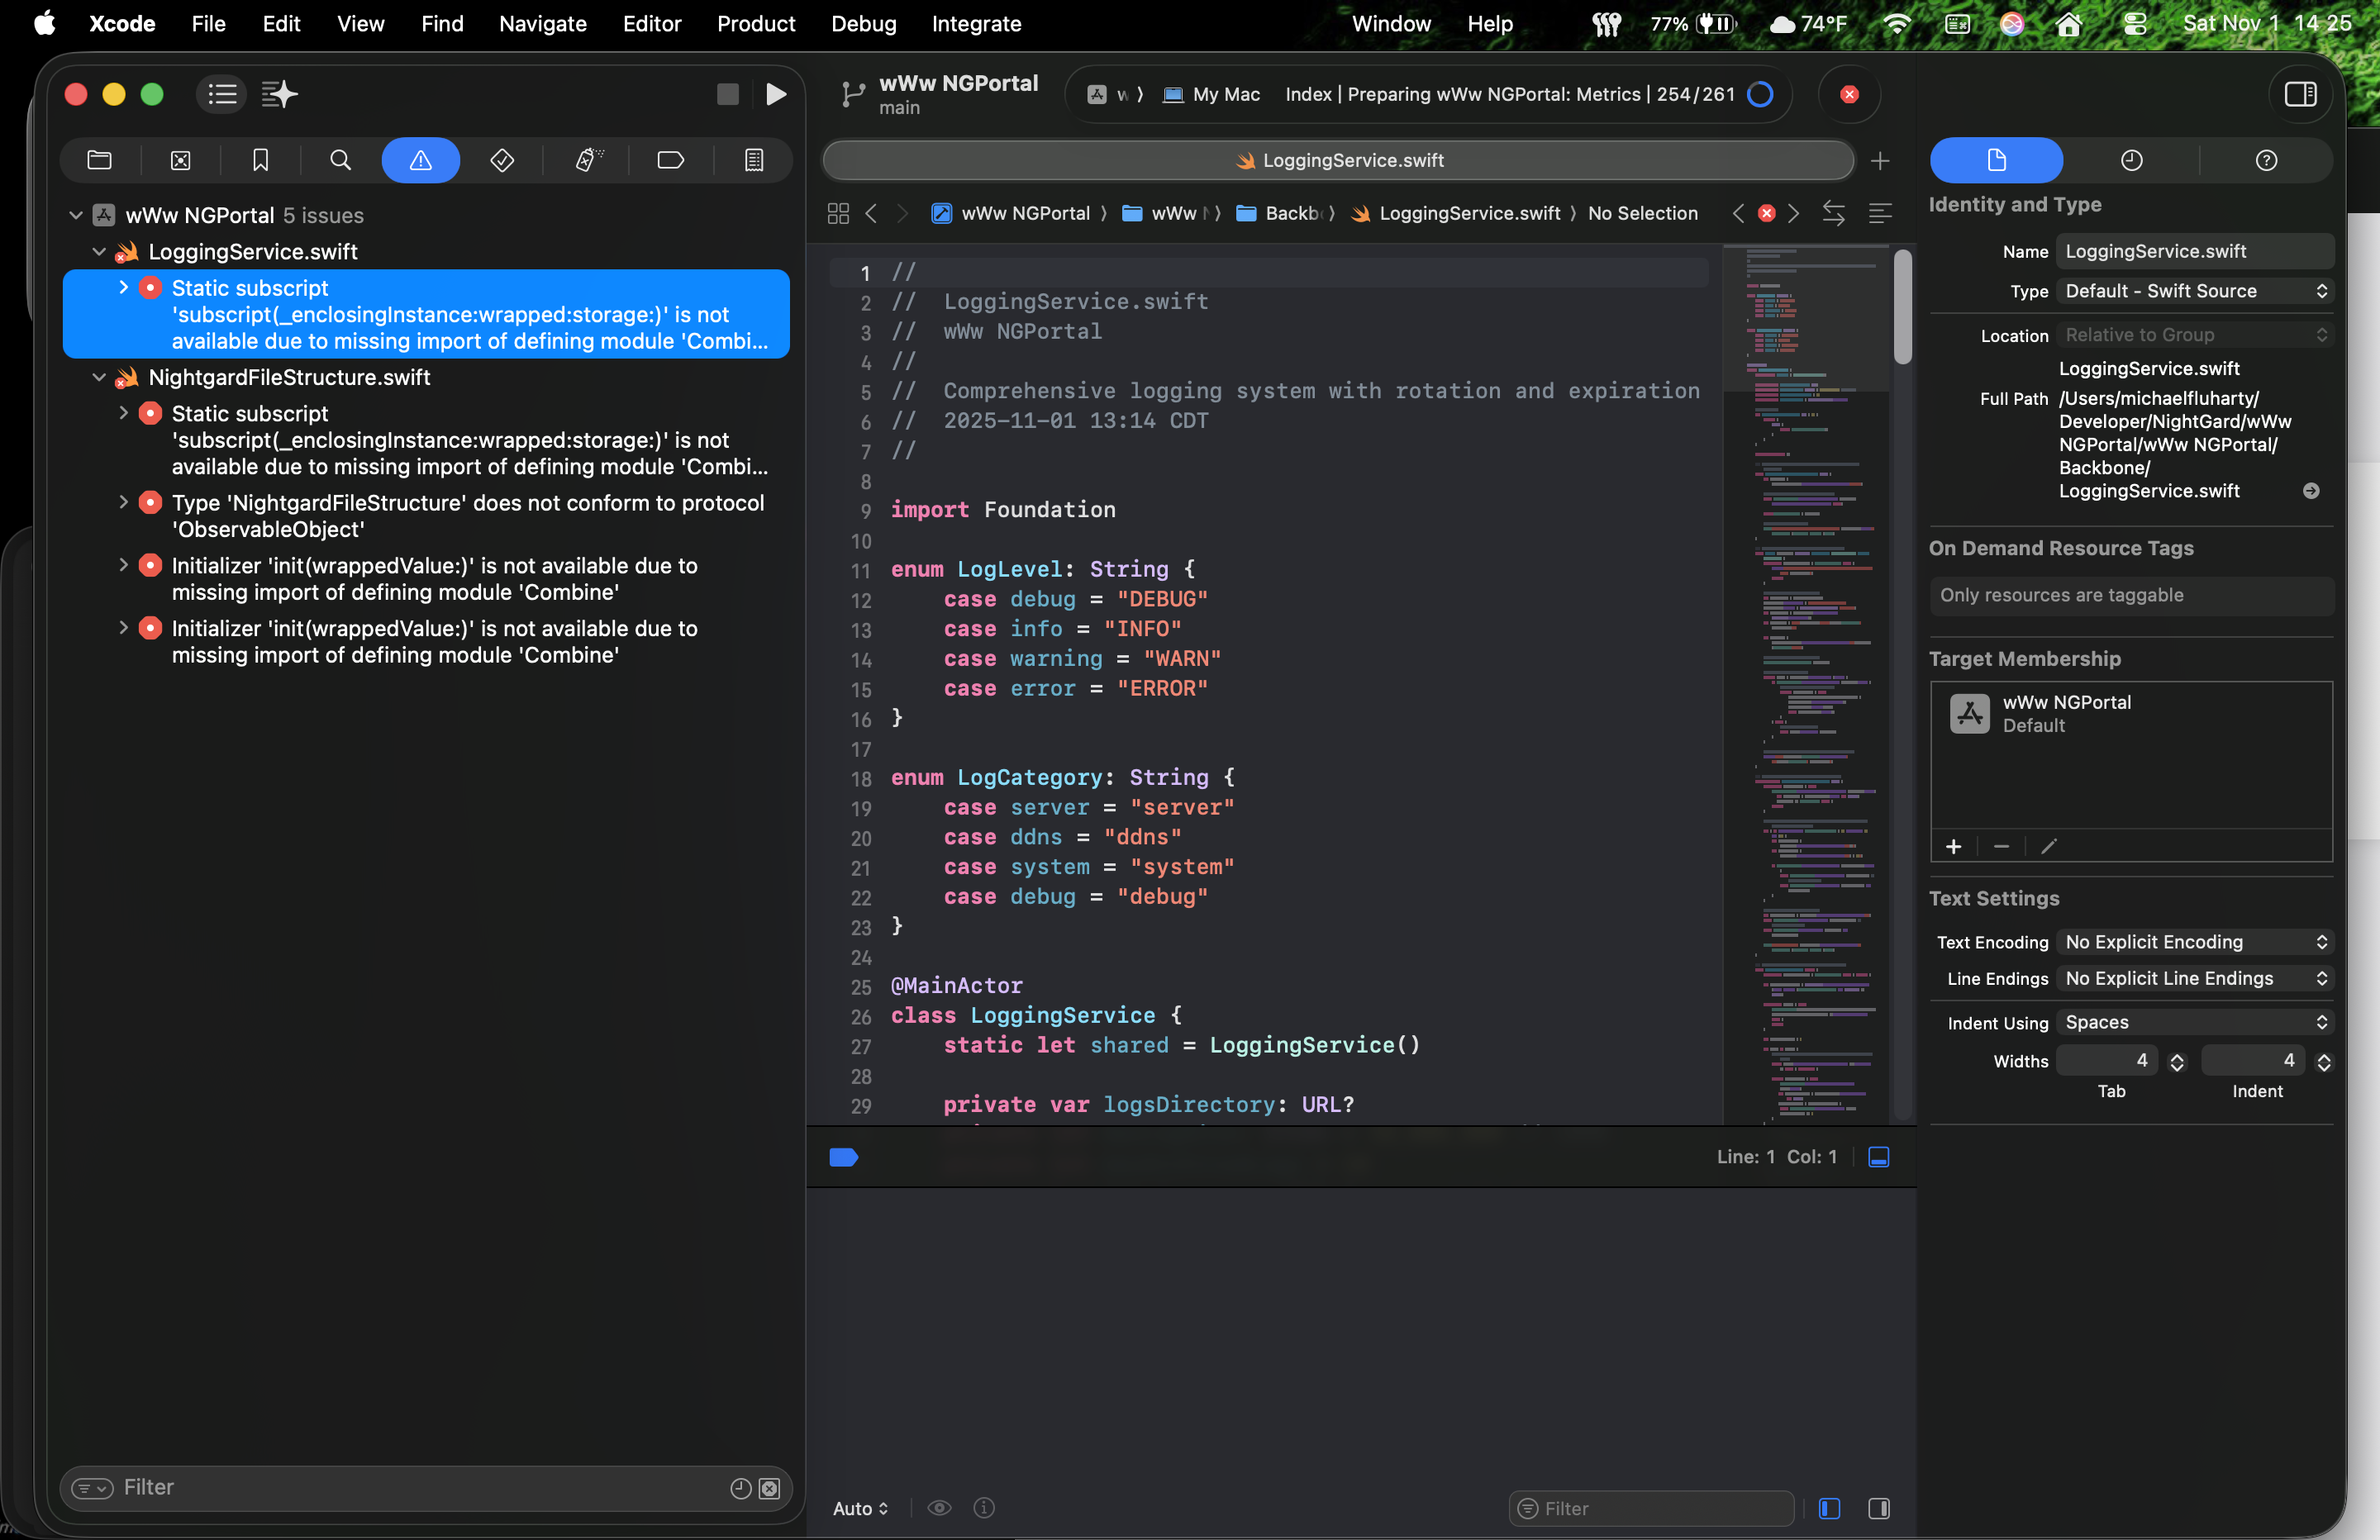 Xcode File Edit View Find Navigate Editor Product Debug Integrate Window Help 77% 74°F Sat Nov 1 14 25
wWw NGPortal
main
My Mac Index | Preparing wWw NGPortal: Metrics | 254/261
LoggingService.swift
wWw NGPortal 5 issues
LoggingService.swift
Static subscript
'subscript(_enclosingInstance:wrapped:storage:)' is not
available due to missing import of defining module 'Combi...
NightgardFileStructure.swift
Static subscript
'subscript(_enclosingInstance:wrapped:storage:)' is not
available due to missing import of defining module 'Combi...
Type 'NightgardFileStructure' does not conform to protocol
'ObservableObject'
Initializer 'init(wrappedValue:)' is not available due to
missing import of defining module 'Combine'
Initializer 'init(wrappedValue:)' is not available due to
missing import of defining module 'Combine'
Filter
wWw NGPortal 〉 wWw 〉 Backb 〉 LoggingService.swift 〉 No Selection
1 //
2 //  LoggingService.swift
3 //  wWw NGPortal
4 //
5 //  Comprehensive logging system with rotation and expiration
6 //  2025-11-01 13:14 CDT
7 //
8
9 import Foundation
10
11 enum LogLevel: String {
12     case debug = "DEBUG"
13     case info = "INFO"
14     case warning = "WARN"
15     case error = "ERROR"
16 }
17
18 enum LogCategory: String {
19     case server = "server"
20     case ddns = "ddns"
21     case system = "system"
22     case debug = "debug"
23 }
24
25 @MainActor
26 class LoggingService {
27     static let shared = LoggingService()
28
29     private var logsDirectory: URL?
Line: 1 Col: 1
Auto
Filter
Identity and Type
Name LoggingService.swift
Type Default - Swift Source
Location Relative to Group
LoggingService.swift
Full Path /Users/michaelfluharty/
Developer/NightGard/wWw
NGPortal/wWw NGPortal/
Backbone/
LoggingService.swift
On Demand Resource Tags
Only resources are taggable
Target Membership
wWw NGPortal
Default
Text Settings
Text Encoding No Explicit Encoding
Line Endings No Explicit Line Endings
Indent Using Spaces
Widths 4 4
Tab Indent